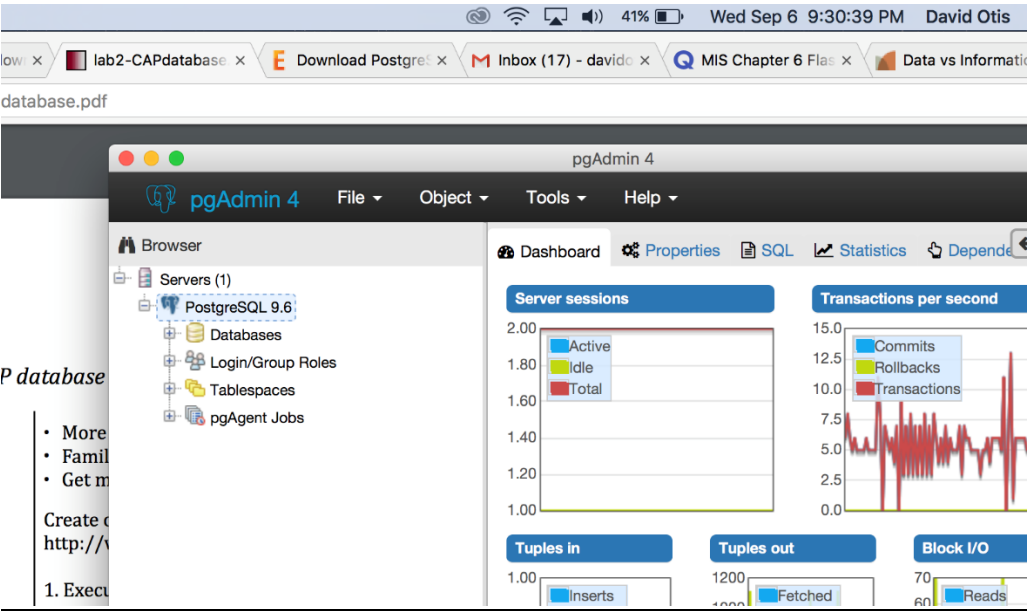 41% Wed Sep 6 9:30:39 PM David Otis
lab2-CAPdatabase Download Postgre Inbox (17) - david MIS Chapter 6 Flas Data vs Informatic
database.pdf
pgAdmin 4
pgAdmin 4 File Object Tools Help
Browser
Dashboard Properties SQL Statistics Depende
Servers (1)
PostgreSQL 9.6
Databases
Login/Group Roles
Tablespaces
pgAgent Jobs
Server sessions
2.00
1.80
1.60
1.40
1.20
1.00
Active
Idle
Total
Transactions per second
15.0
12.5
10.0
7.5
5.0
2.5
0.0
Commits
Rollbacks
Transactions
Tuples in
1.00
Inserts
Tuples out
1200
Fetched
Block I/O
70
60
Reads
P database
• More
• Famil
• Get m
Create
http://
1. Execu